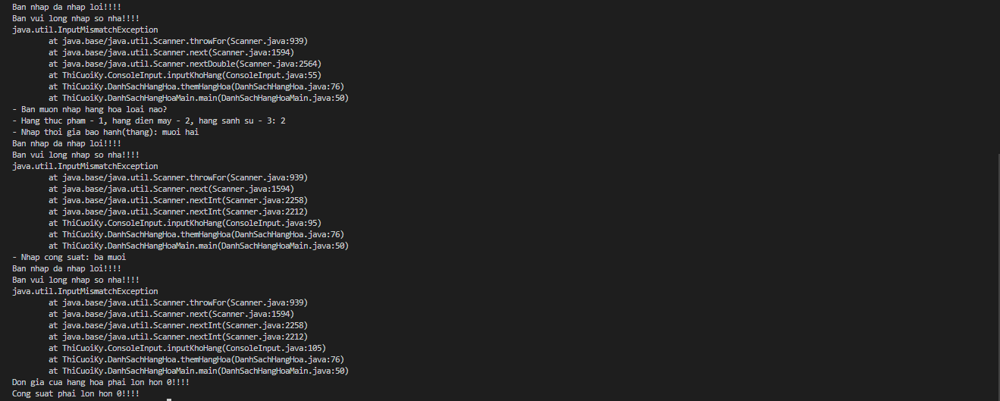 Ban nhap da nhap loi!!!!
Ban vui long nhap so nha!!!!
java.util.InputMismatchException
at java.base/java.util.Scanner.throwFor(Scanner.java:939)
at java.base/java.util.Scanner.next(Scanner.java:1594)
at java.base/java.util.Scanner.nextDouble(Scanner.java:2564)
at ThiCuoiKy.ConsoleInput.inputKhoHang(ConsoleInput.java:55)
at ThiCuoiKy.DanhSachHangHoa.themHangHoa(DanhSachHangHoa.java:76)
at ThiCuoiKy.DanhSachHangHoaMain.main(DanhSachHangHoaMain.java:50)
- Ban muon nhap hang hoa loai nao?
- Hang thuc pham - 1, hang dien may - 2, hang sanh su - 3: 2
- Nhap thoi gia bao hanh(thang): muoi hai
Ban nhap da nhap loi!!!!
Ban vui long nhap so nha!!!!
java.util.InputMismatchException
at java.base/java.util.Scanner.throwFor(Scanner.java:939)
at java.base/java.util.Scanner.next(Scanner.java:1594)
at java.base/java.util.Scanner.nextInt(Scanner.java:2258)
at java.base/java.util.Scanner.nextInt(Scanner.java:2212)
at ThiCuoiKy.ConsoleInput.inputKhoHang(ConsoleInput.java:95)
at ThiCuoiKy.DanhSachHangHoa.themHangHoa(DanhSachHangHoa.java:76)
at ThiCuoiKy.DanhSachHangHoaMain.main(DanhSachHangHoaMain.java:50)
- Nhap cong suat: ba muoi
Ban nhap da nhap loi!!!!
Ban vui long nhap so nha!!!!
java.util.InputMismatchException
at java.base/java.util.Scanner.throwFor(Scanner.java:939)
at java.base/java.util.Scanner.next(Scanner.java:1594)
at java.base/java.util.Scanner.nextInt(Scanner.java:2258)
at java.base/java.util.Scanner.nextInt(Scanner.java:2212)
at ThiCuoiKy.ConsoleInput.inputKhoHang(ConsoleInput.java:105)
at ThiCuoiKy.DanhSachHangHoa.themHangHoa(DanhSachHangHoa.java:76)
at ThiCuoiKy.DanhSachHangHoaMain.main(DanhSachHangHoaMain.java:50)
Don gia cua hang hoa phai lon hon 0!!!!
Cong suat phai lon hon 0!!!!